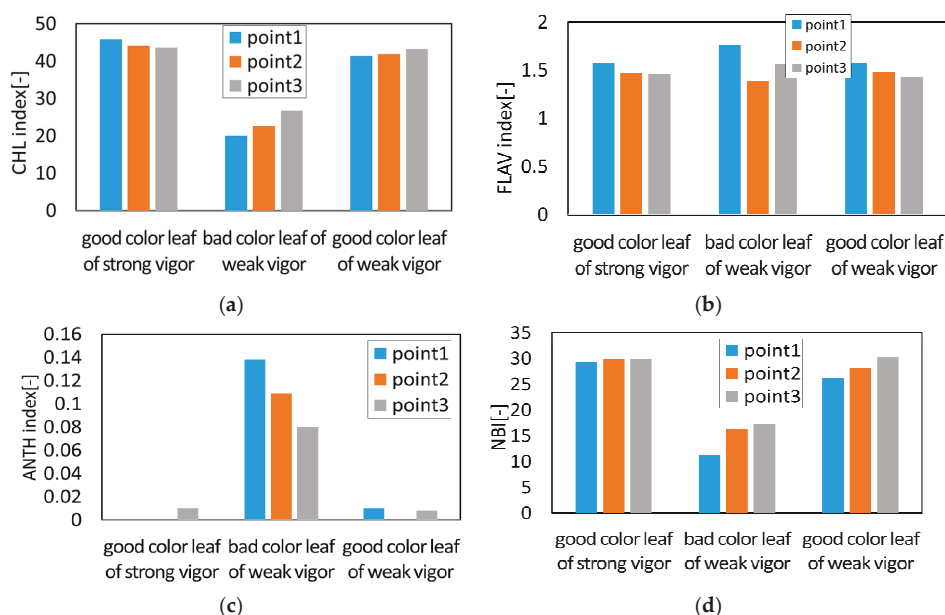 50
40
30
20
10
0
CHL index[-]
point1
point2
point3
good color leaf of strong vigor
bad color leaf of weak vigor
good color leaf of weak vigor
(a)
2
1.5
1
0.5
0
FLAV index[-]
point1
point2
point3
good color leaf of strong vigor
bad color leaf of weak vigor
good color leaf of weak vigor
(b)
0.16
0.14
0.12
0.1
0.08
0.06
0.04
0.02
0
ANTH index[-]
point1
point2
point3
good color leaf of strong vigor
bad color leaf of weak vigor
good color leaf of weak vigor
(c)
35
30
25
20
15
10
5
0
NBI[-]
point1
point2
point3
good color leaf of strong vigor
bad color leaf of weak vigor
good color leaf of weak vigor
(d)